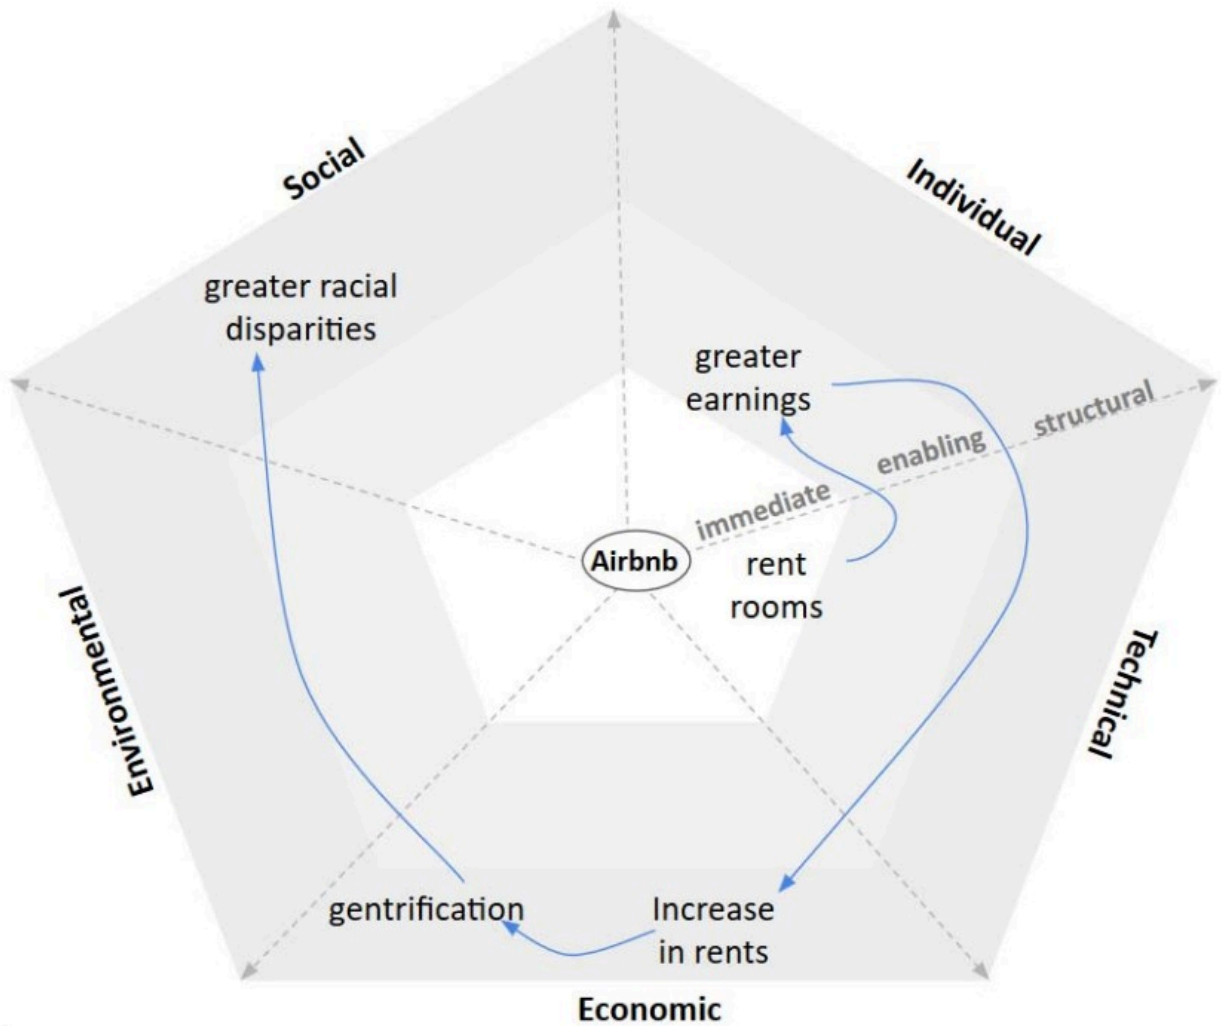 Social
Individual
greater racial
disparities
greater
earnings
structural
enabling
immediate
Airbnb
rent
rooms
Environmental
Technical
gentrification
Increase
in rents
Economic